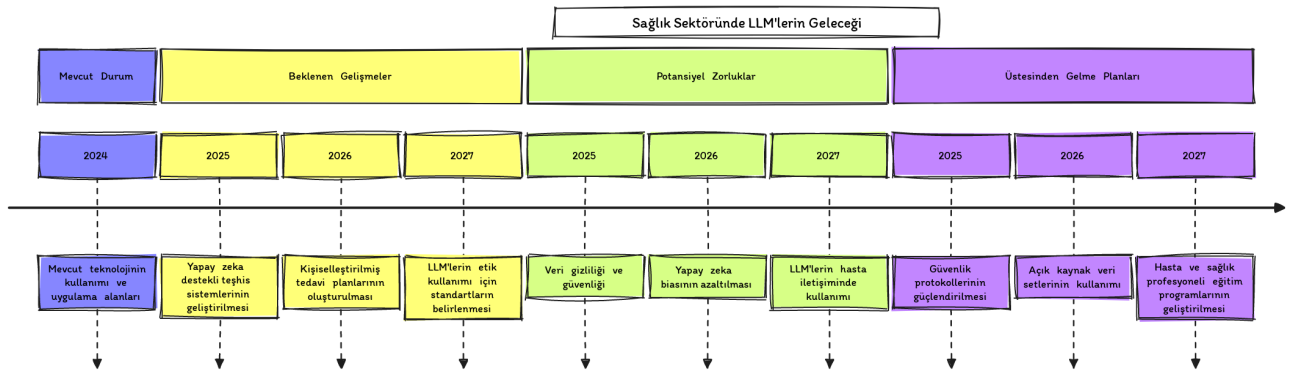 Sağlık Sektöründe LLM'lerin Geleceği
Mevcut Durum
Beklenen Gelişmeler
Potansiyel Zorluklar
Üstesinden Gelme Planları
2024
2025
2026
2027
2025
2026
2027
2025
2026
2027
Mevcut teknolojinin
kullanımı ve
uygulama alanları
Yapay zeka
destekli teşhis
sistemlerinin
geliştirilmesi
Kişiselleştirilmiş
tedavi planlarının
oluşturulması
LLM'lerin etik
kullanımı için
standartların
belirlenmesi
Veri gizliliği ve
güvenliği
Yapay zeka
biasının azaltılması
LLM'lerin hasta
iletişiminde
kullanımı
Güvenlik
protokollerinin
güçlendirilmesi
Açık kaynak veri
setlerinin kullanımı
Hasta ve sağlık
profesyoneli eğitim
programlarının
geliştirilmesi